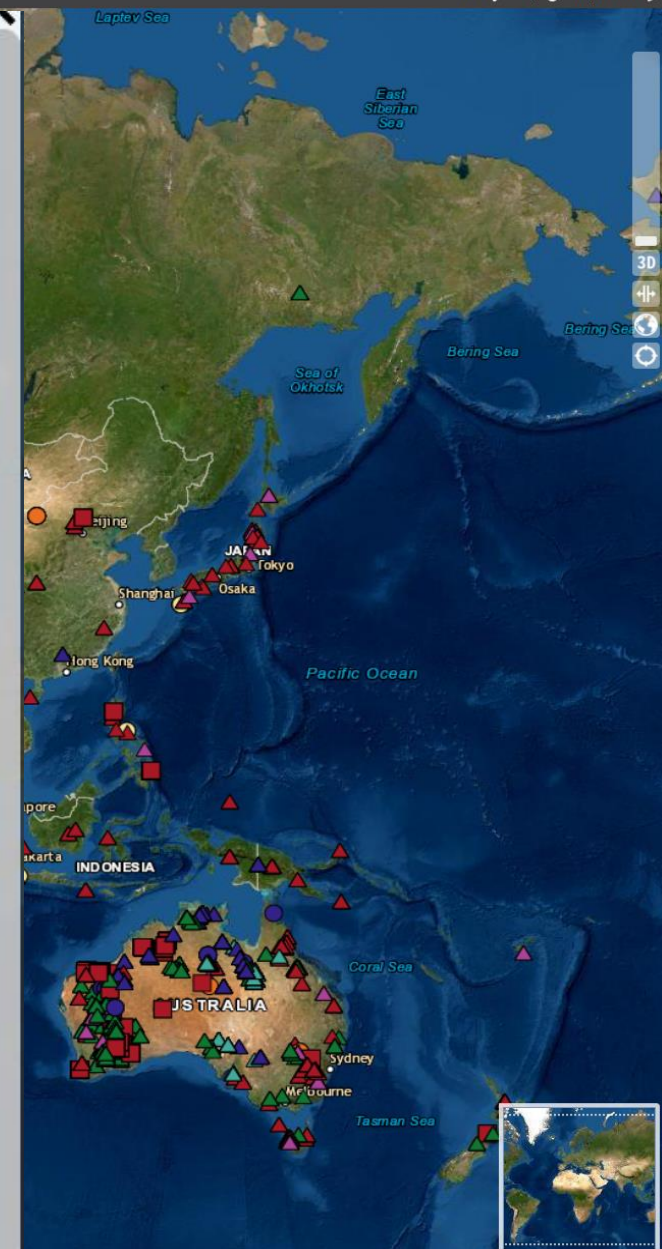 Laptev Sea
East
Siberian
Sea
3D
Bering Sea
Bering Sea
Sea of
Okhotsk
A
eijing
JAPAN
Tokyo
Shanghai
Osaka
Hong Kong
Pacific Ocean
pore
akarta
INDONESIA
Coral Sea
USTRALIA
Sydney
Melbourne
Tasman Sea